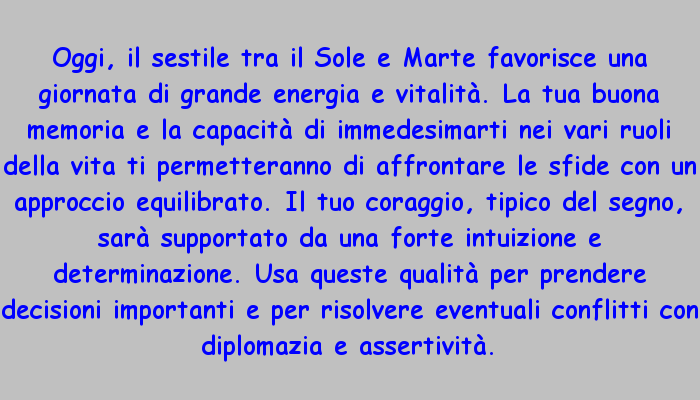 Oggi, il sestile tra il Sole e Marte favorisce una
giornata di grande energia e vitalità. La tua buona
memoria e la capacità di immedesimarti nei vari ruoli
della vita ti permetteranno di affrontare le sfide con un
approccio equilibrato. Il tuo coraggio, tipico del segno,
sarà supportato da una forte intuizione e
determinazione. Usa queste qualità per prendere
decisioni importanti e per risolvere eventuali conflitti con
diplomazia e assertività.